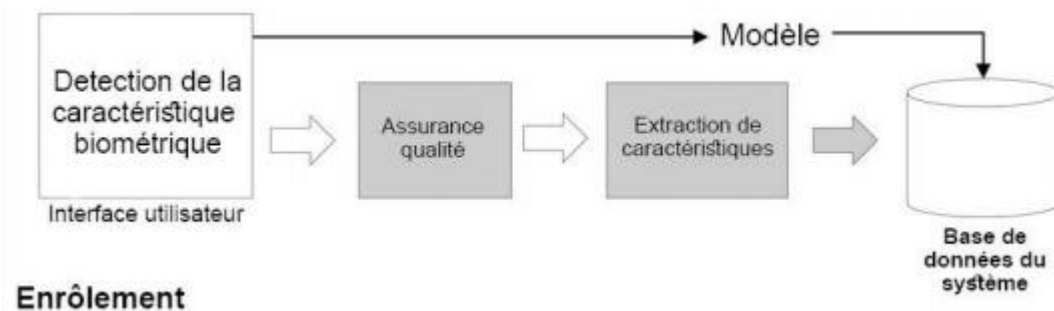 Modèle
Detection de la
caractéristique
biométrique
Assurance
qualité
Extraction de
caractéristiques
Interface utilisateur
Base de
données du
système
Enrôlement